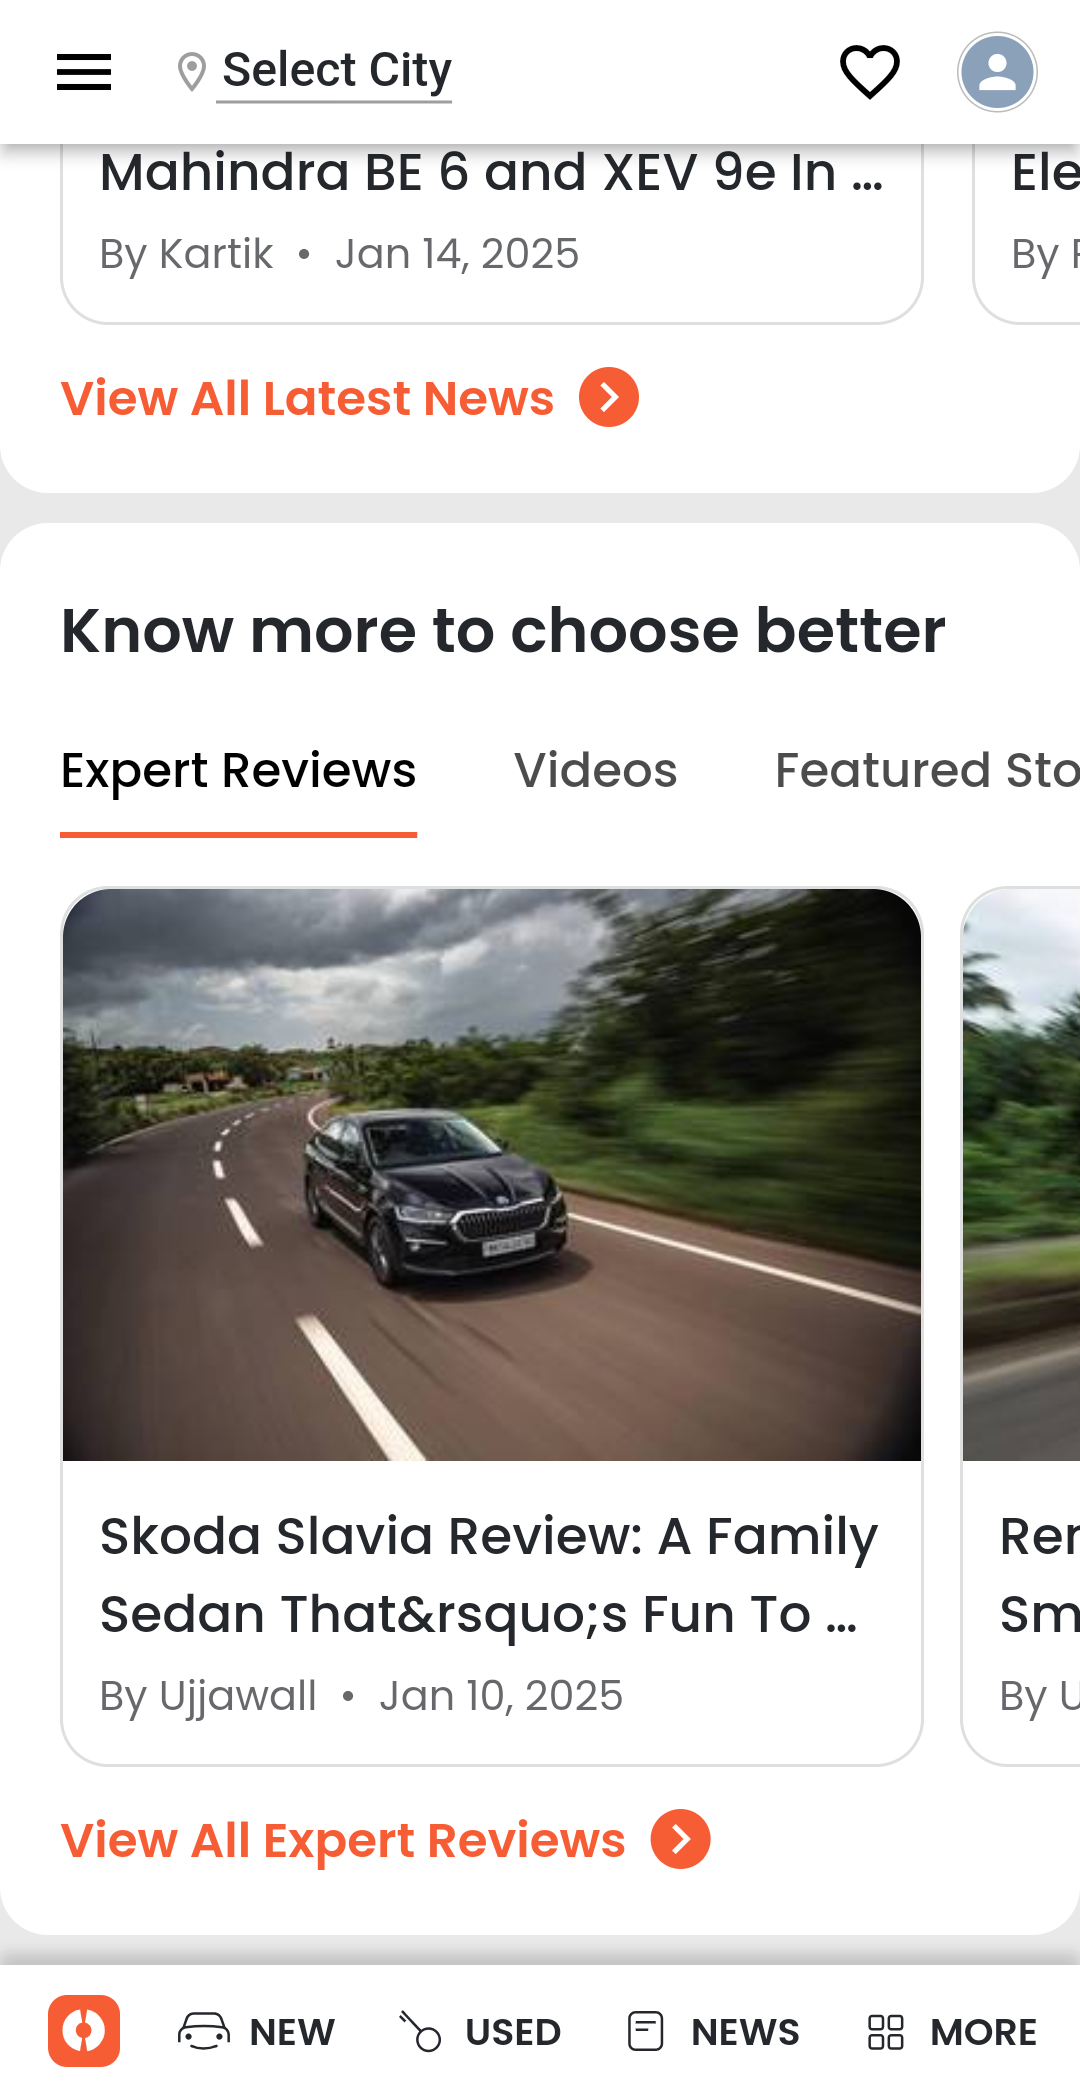 Select City
Mahindra BE 6 and XEV 9e In ...
Ele
By Kartik • Jan 14, 2025
By
View All Latest News
Know more to choose better
Expert Reviews
Videos
Featured Sto
Skoda Slavia Review: A Family
Sedan That&rsquo;s Fun To ...
By Ujjawall • Jan 10, 2025
Ren
Sm
By U
View All Expert Reviews
NEW
USED
NEWS
MORE